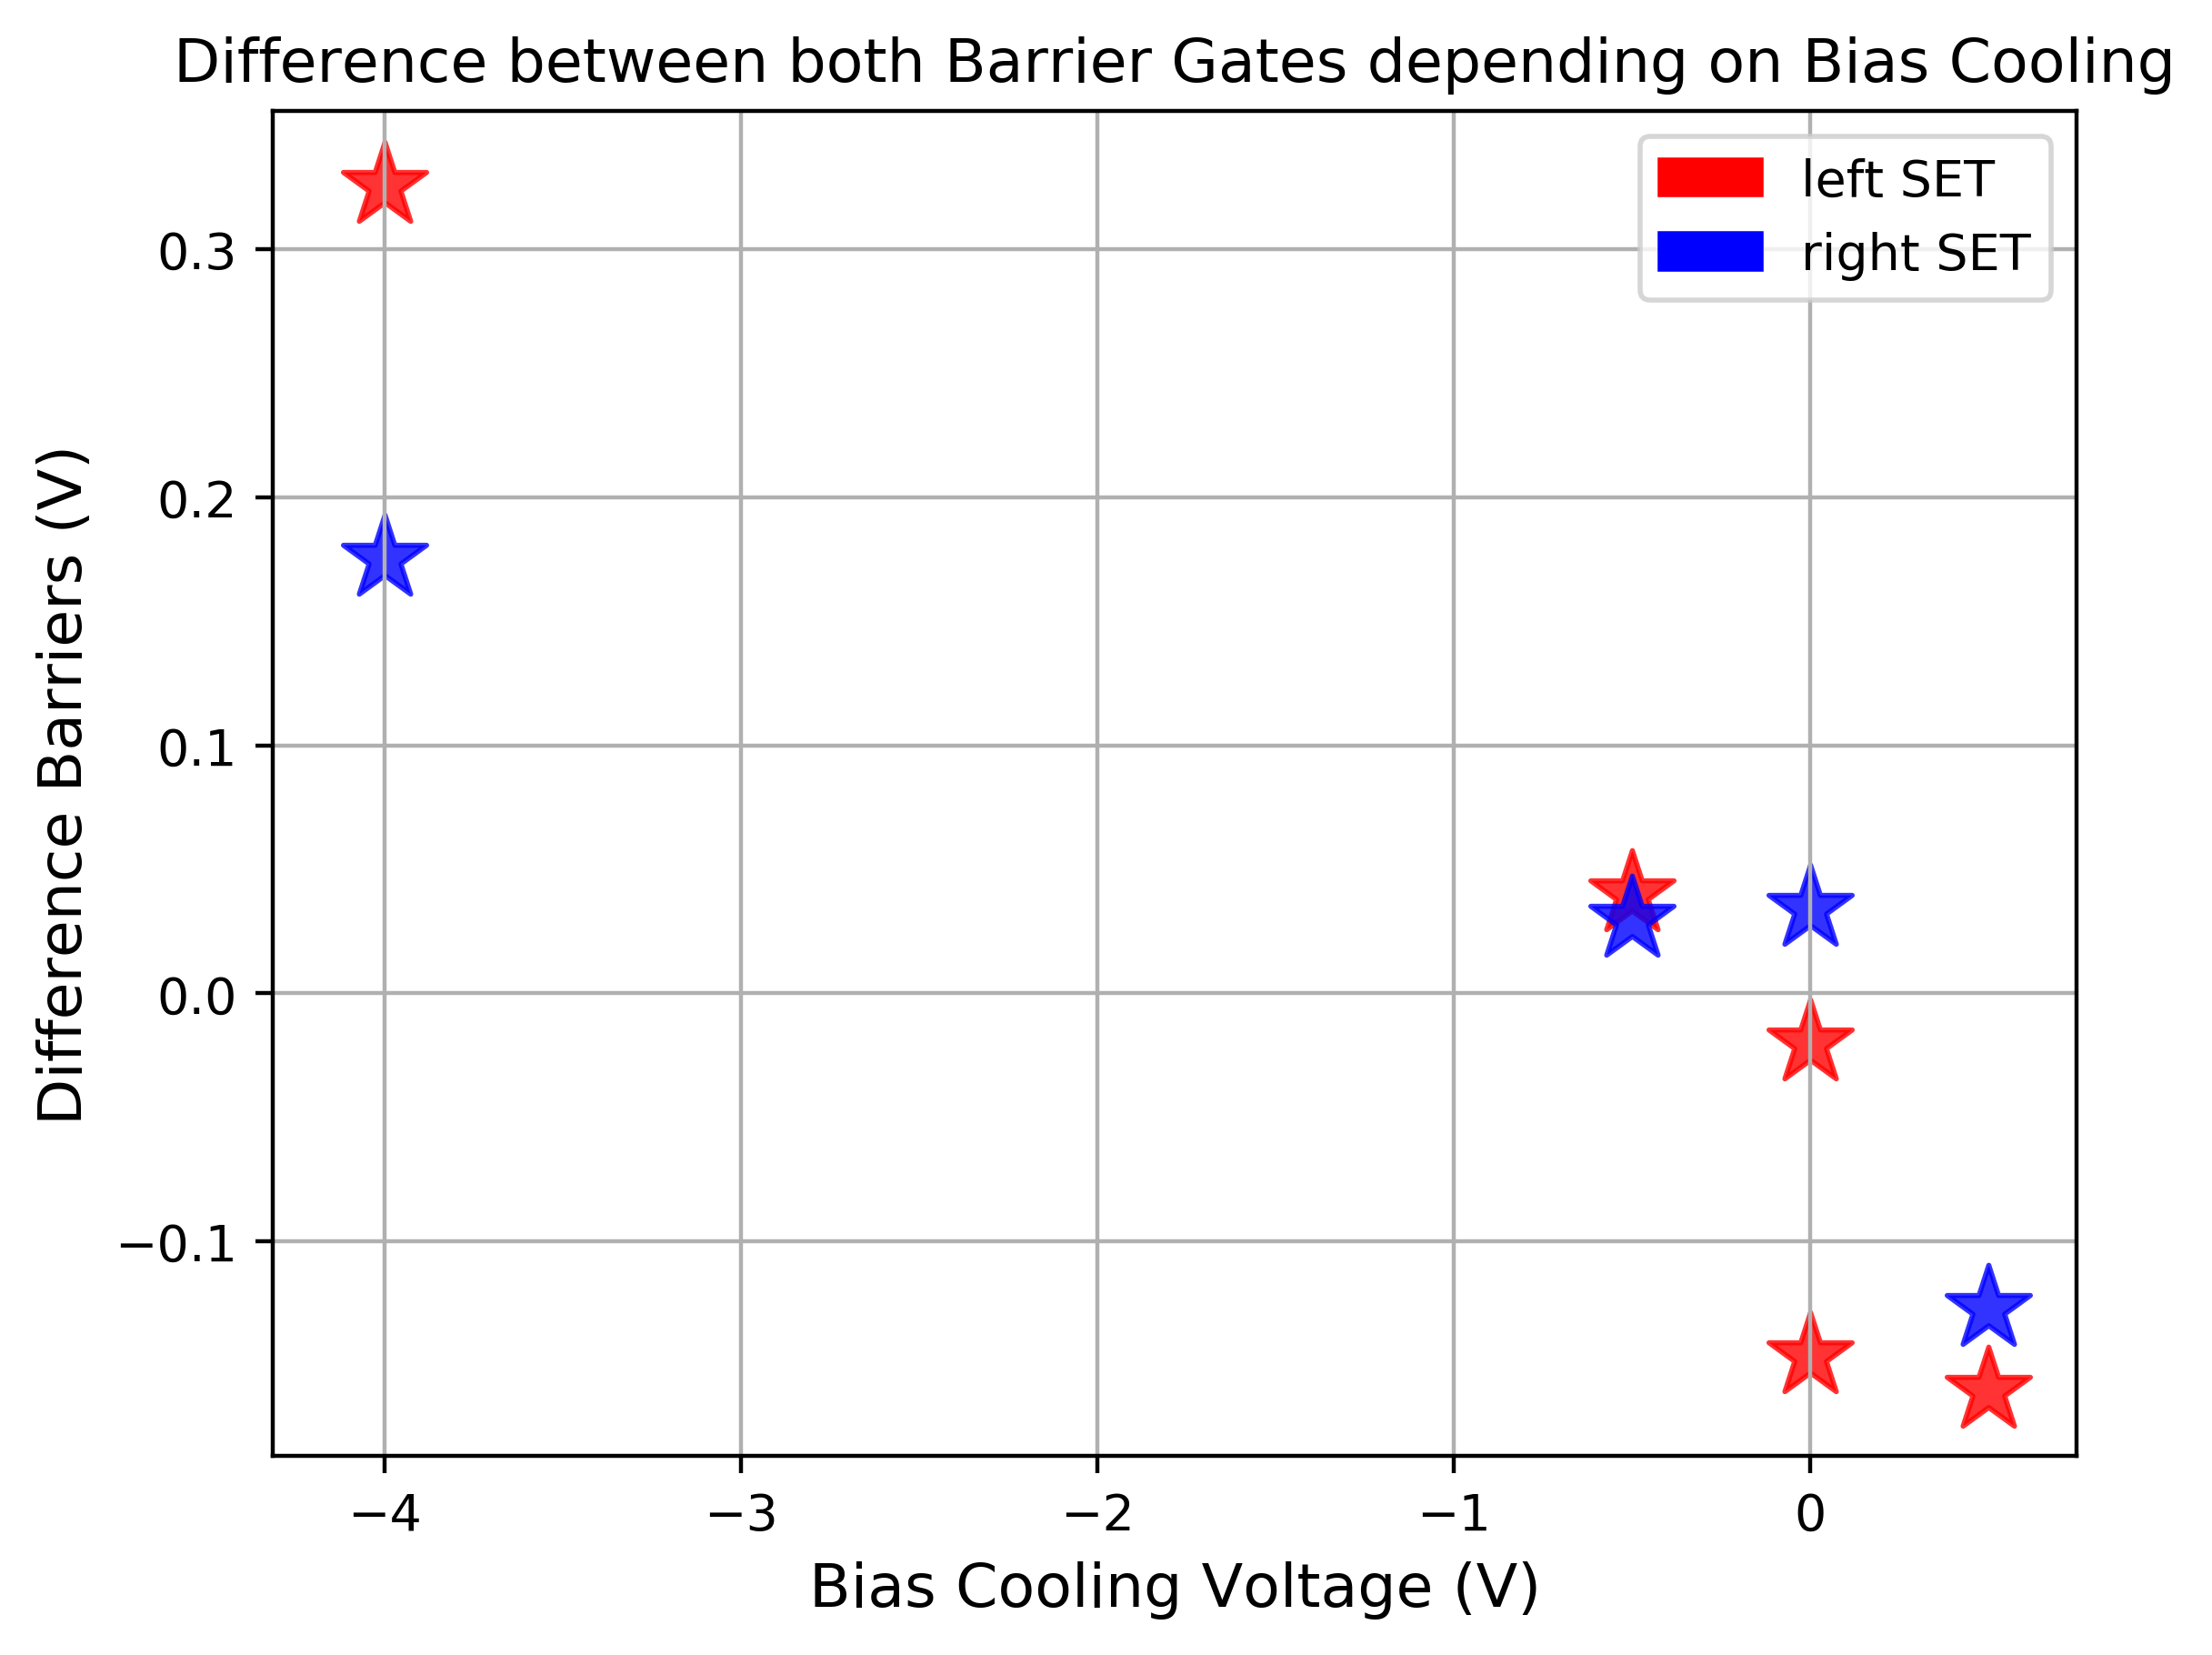 Difference between both Barrier Gates depending on Bias Cooling
left SET
right SET
0.3
0.2
0.1
0.0
−0.1
Difference Barriers (V)
−4
−3
−2
−1
0
Bias Cooling Voltage (V)